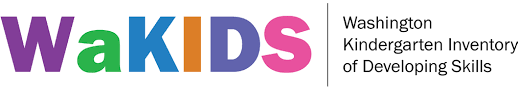 WaKIDS
Washington
Kindergarten Inventory
of Developing Skills